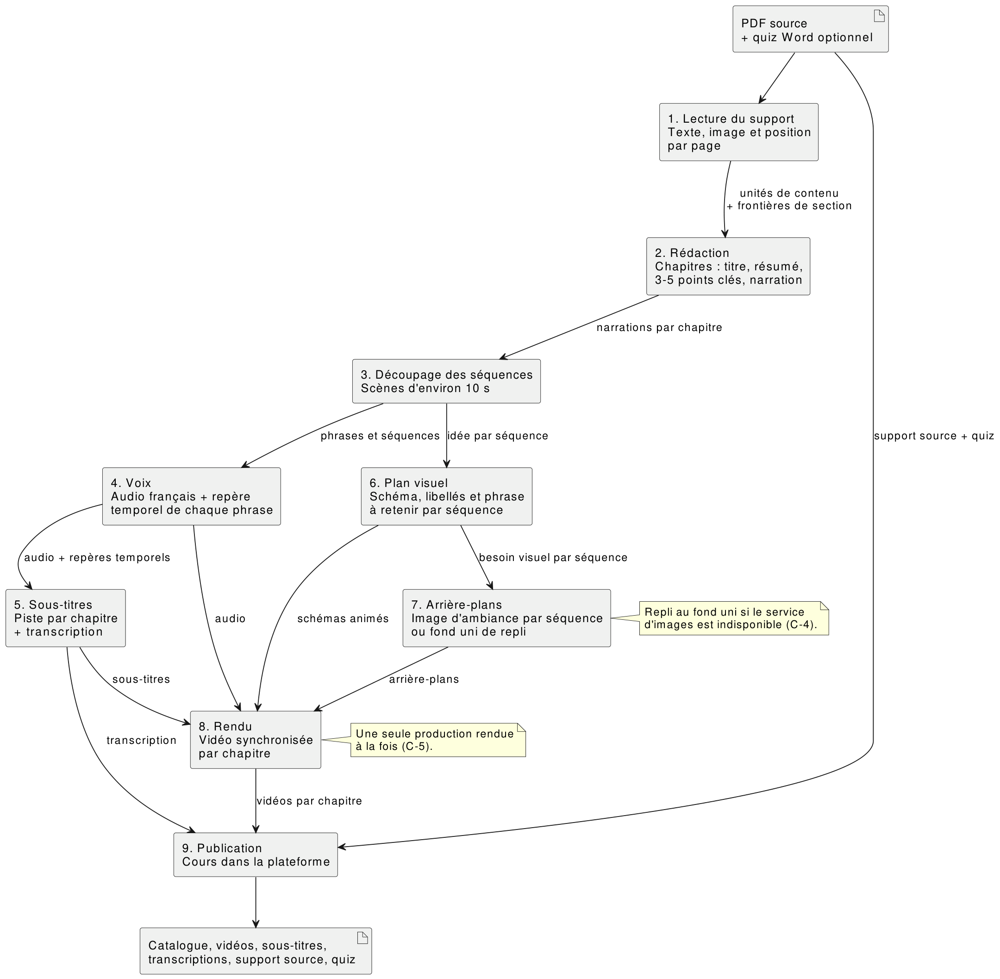 PDF source
+ quiz Word optionnel
1. Lecture du support
Texte, image et position
par page
unités de contenu
+ frontières de section
2. Rédaction
Chapitres : titre, résumé,
3-5 points clés, narration
narrations par chapitre
3. Découpage des séquences
Scènes d'environ 10 s
phrases et séquences
idée par séquence
support source + quiz
4. Voix
Audio français + repère
temporel de chaque phrase
6. Plan visuel
Schéma, libellés et phrase
à retenir par séquence
audio + repères temporels
besoin visuel par séquence
5. Sous-titres
Piste par chapitre
+ transcription
audio
schémas animés
7. Arrière-plans
Image d'ambiance par séquence
ou fond uni de repli
Repli au fond uni si le service
d'images est indisponible (C-4).
sous-titres
arrière-plans
transcription
8. Rendu
Vidéo synchronisée
par chapitre
Une seule production rendue
à la fois (C-5).
vidéos par chapitre
9. Publication
Cours dans la plateforme
Catalogue, vidéos, sous-titres,
transcriptions, support source, quiz